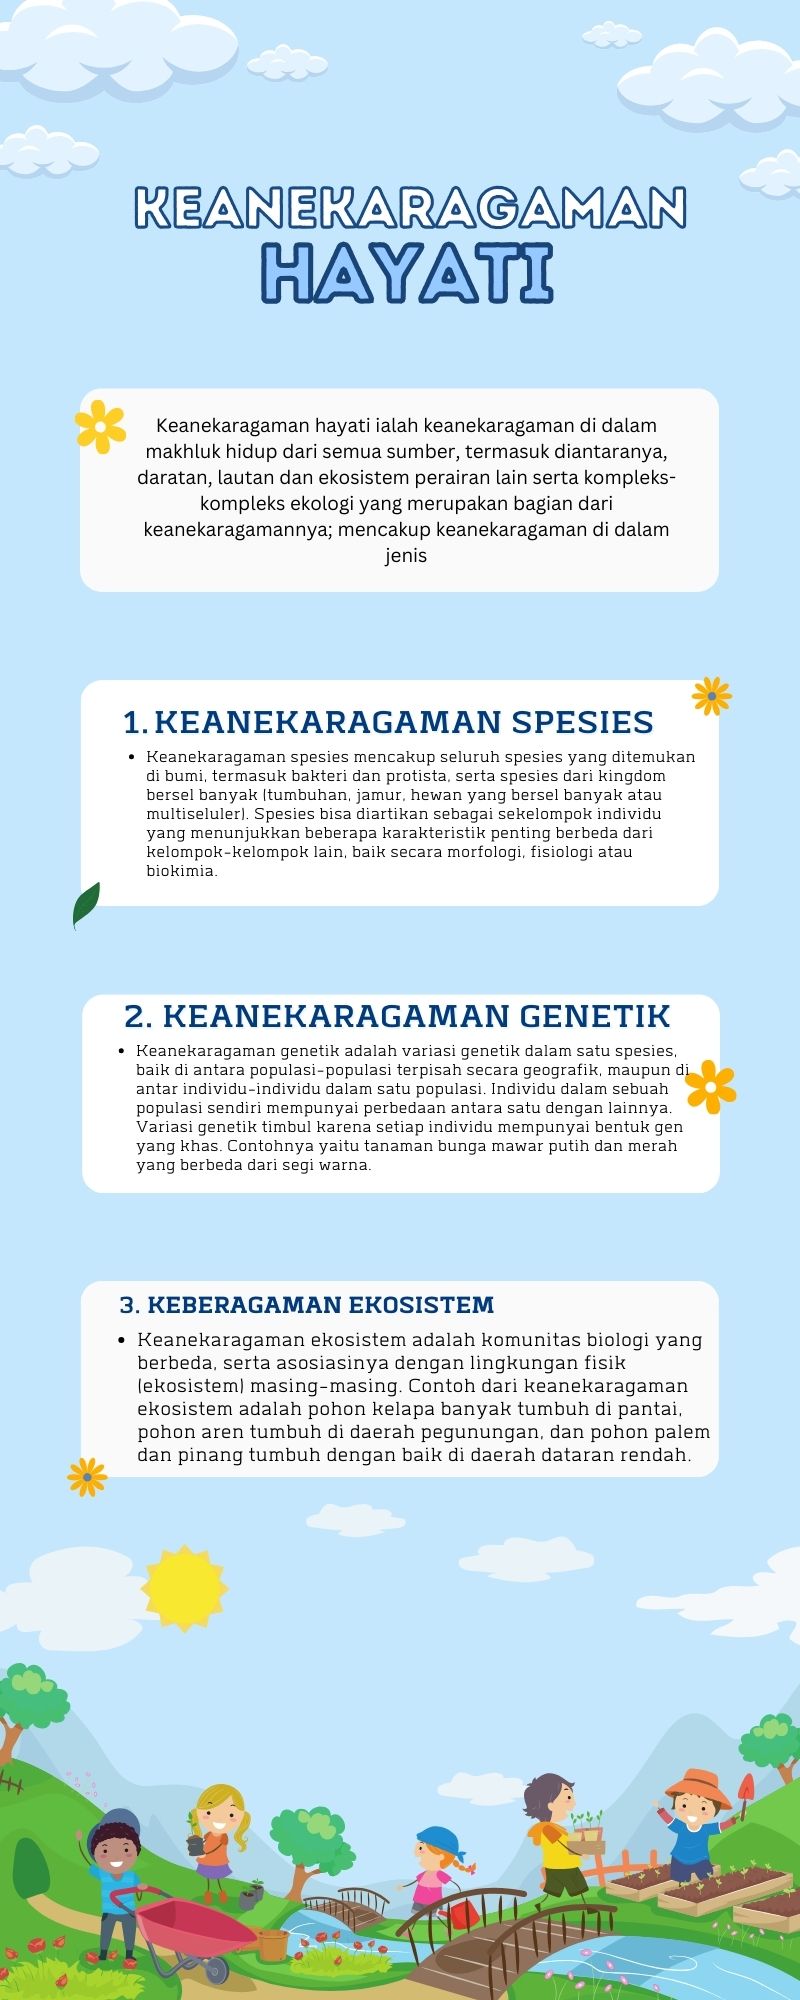 KEANEKARAGAMAN
HAYATI
Keanekaragaman hayati ialah keanekaragaman di dalam
makhluk hidup dari semua sumber, termasuk diantaranya,
daratan, lautan dan ekosistem perairan lain serta kompleks-
kompleks ekologi yang merupakan bagian dari
keanekaragamannya; mencakup keanekaragaman di dalam
jenis
1. KEANEKARAGAMAN SPESIES
• Keanekaragaman spesies mencakup seluruh spesies yang ditemukan
di bumi, termasuk bakteri dan protista, serta spesies dari kingdom
bersel banyak (tumbuhan, jamur, hewan yang bersel banyak atau
multiseluler). Spesies bisa diartikan sebagai sekelompok individu
yang menunjukkan beberapa karakteristik penting berbeda dari
kelompok-kelompok lain, baik secara morfologi, fisiologi atau
biokimia.
2. KEANEKARAGAMAN GENETIK
• Keanekaragaman genetik adalah variasi genetik dalam satu spesies,
baik di antara populasi-populasi terpisah secara geografik, maupun di
antar individu-individu dalam satu populasi. Individu dalam sebuah
populasi sendiri mempunyai perbedaan antara satu dengan lainnya.
Variasi genetik timbul karena setiap individu mempunyai bentuk gen
yang khas. Contohnya yaitu tanaman bunga mawar putih dan merah
yang berbeda dari segi warna.
3. KEBERAGAMAN EKOSISTEM
• Keanekaragaman ekosistem adalah komunitas biologi yang
berbeda, serta asosiasinya dengan lingkungan fisik
(ekosistem) masing-masing. Contoh dari keanekaragaman
ekosistem adalah pohon kelapa banyak tumbuh di pantai,
pohon aren tumbuh di daerah pegunungan, dan pohon palem
dan pinang tumbuh dengan baik di daerah dataran rendah.